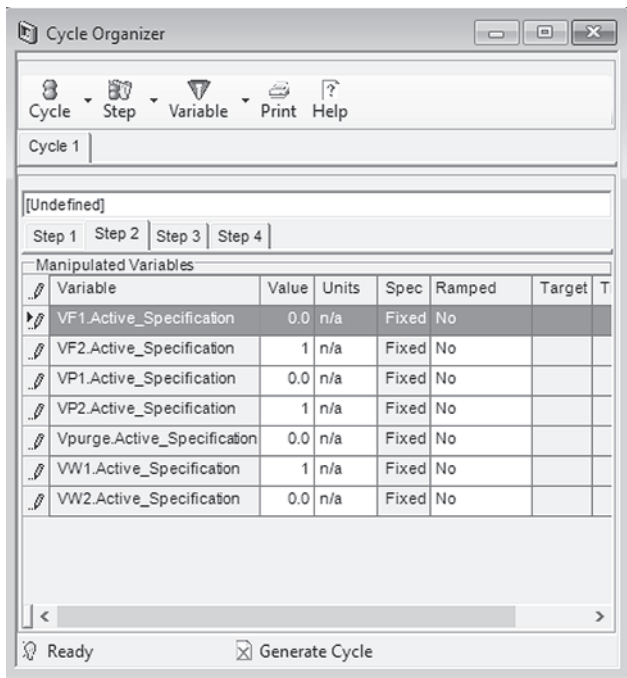 Cycle Organizer
Cycle Step Variable Print Help
Cycle 1
[Undefined]
Step 1 Step 2 Step 3 Step 4
Manipulated Variables
Variable Value Units Spec Ramped Target T
VF1.Active_Specification 0.0 n/a Fixed No
VF2.Active_Specification 1 n/a Fixed No
VP1.Active_Specification 0.0 n/a Fixed No
VP2.Active_Specification 1 n/a Fixed No
Vpurge.Active_Specification 0.0 n/a Fixed No
VW1.Active_Specification 1 n/a Fixed No
VW2.Active_Specification 0.0 n/a Fixed No
Ready Generate Cycle